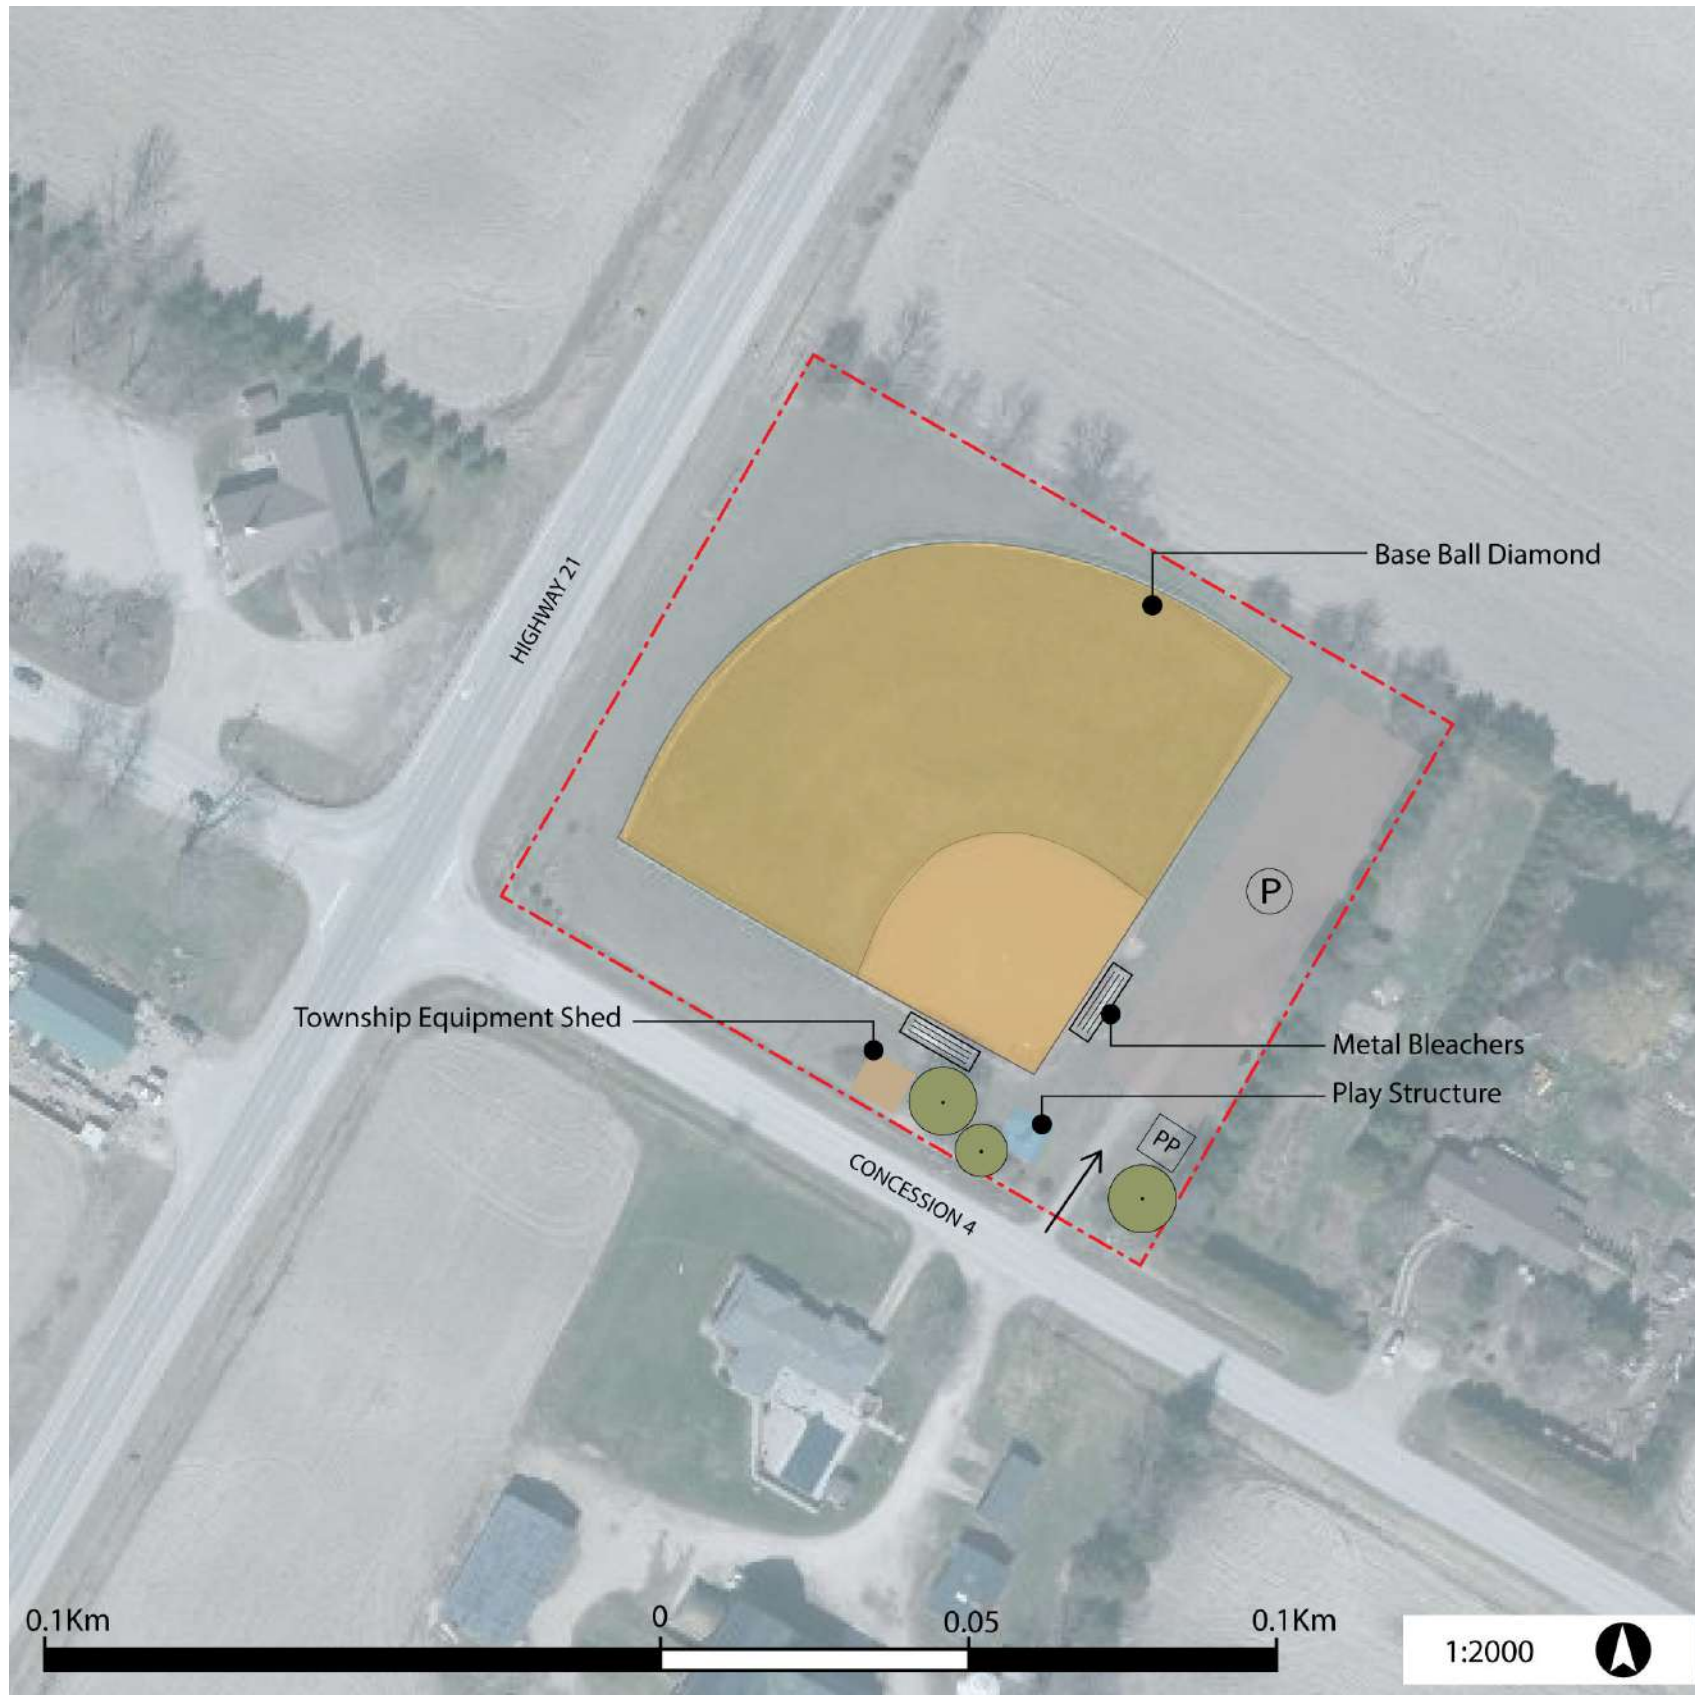 Base Ball Diamond
HIGHWAY 21
P
Township Equipment Shed
Metal Bleachers
Play Structure
PP
CONCESSION 4
0.1Km 0 0.05 0.1Km
1:2000